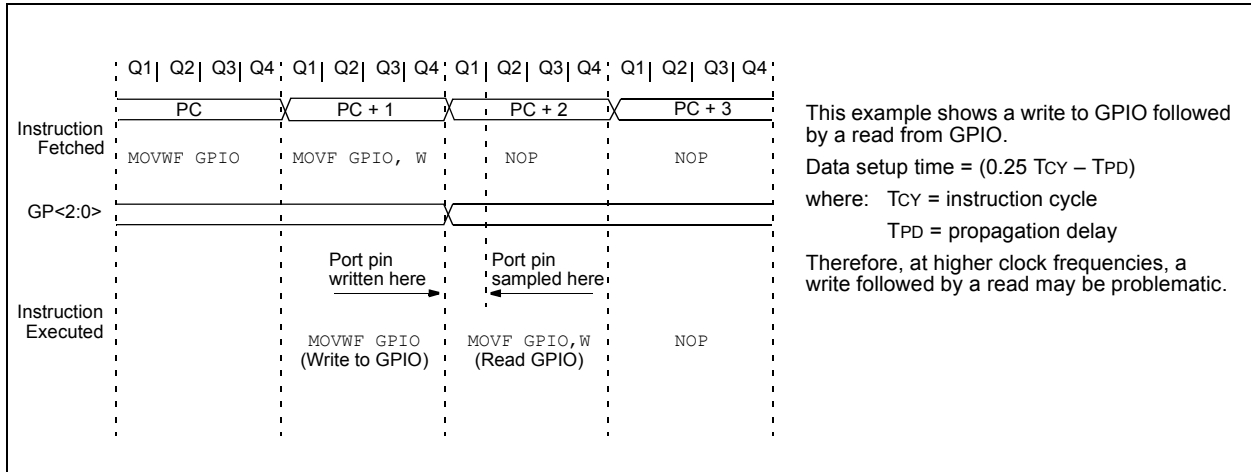 Q1| Q2| Q3| Q4 Q1| Q2| Q3| Q4 Q1| Q2| Q3| Q4 Q1| Q2| Q3| Q4
PC PC + 1 PC + 2 PC + 3
Instruction
Fetched
MOVWF GPIO MOVF GPIO, W NOP NOP
GP<2:0>
Port pin
written here
Port pin
sampled here
Instruction
Executed
MOVWF GPIO
(Write to GPIO)
MOVF GPIO,W
(Read GPIO)
NOP
This example shows a write to GPIO followed
by a read from GPIO.
Data setup time = (0.25 TCY – TPD)
where: TCY = instruction cycle
TPD = propagation delay
Therefore, at higher clock frequencies, a
write followed by a read may be problematic.